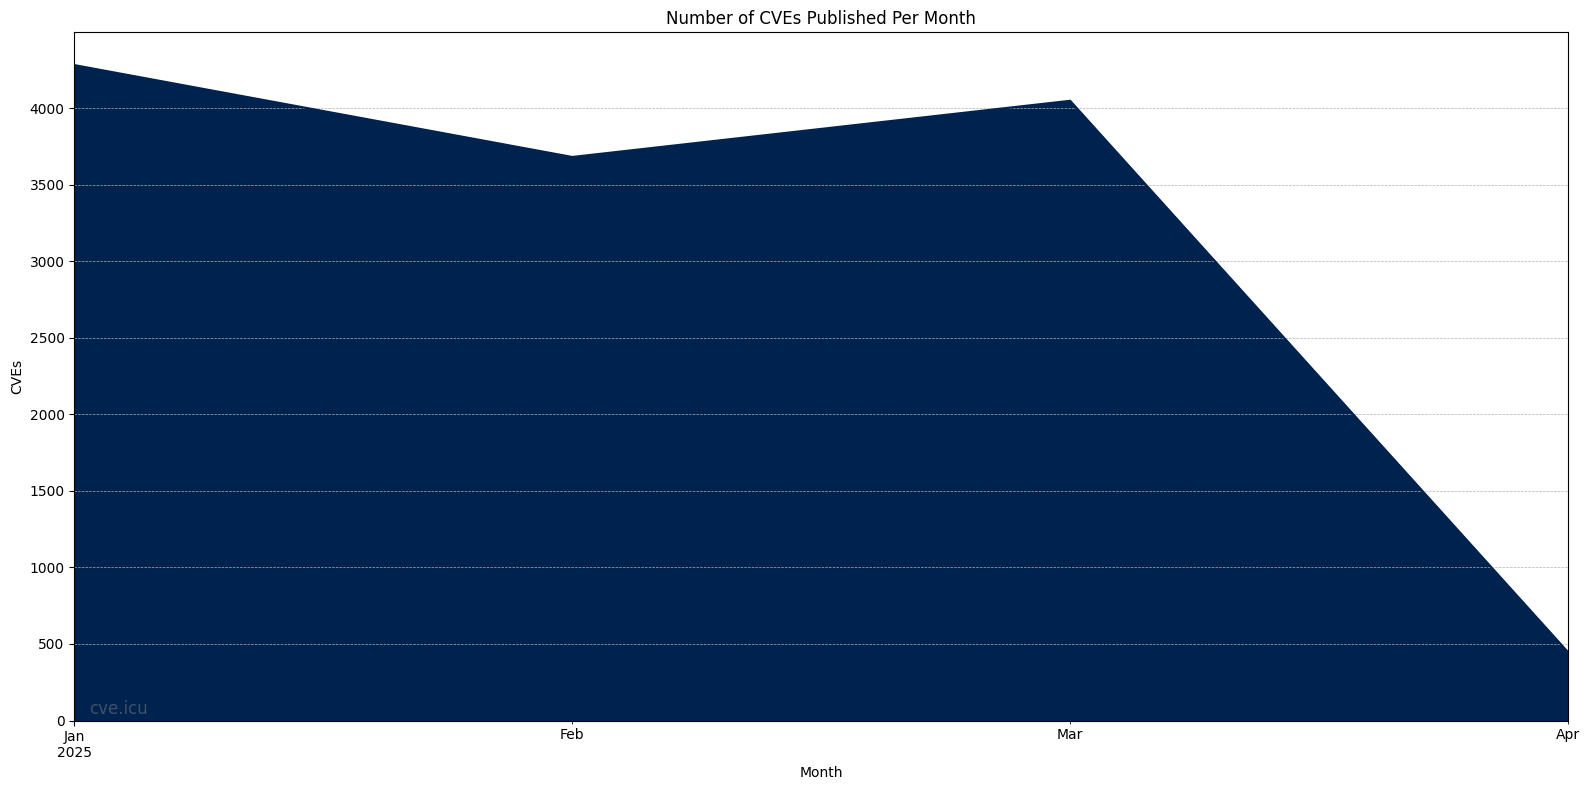 Number of CVEs Published Per Month
4000
3500
3000
2500
2000
1500
1000
500
0
CVEs
cve.icu
Jan
2025
Feb
Mar
Apr
Month